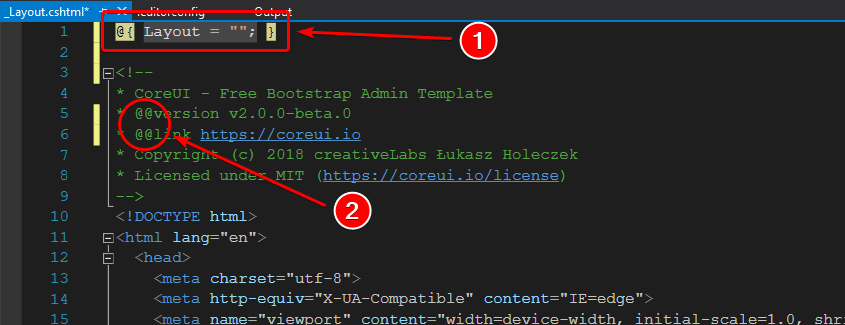 _Layout.cshtml* .editorconfig Output
1 @{ Layout = ""; }
2
3 <!--
4 * CoreUI - Free Bootstrap Admin Template
5 * @@version v2.0.0-beta.0
6 * @@link https://coreui.io
7 * Copyright (c) 2018 creativeLabs Łukasz Holeczek
8 * Licensed under MIT (https://coreui.io/license)
9 -->
10 <!DOCTYPE html>
11 <html lang="en">
12 <head>
13 <meta charset="utf-8">
14 <meta http-equiv="X-UA-Compatible" content="IE=edge">
15 <meta name="viewport" content="width=device-width, initial-scale=1.0, shri
1
2